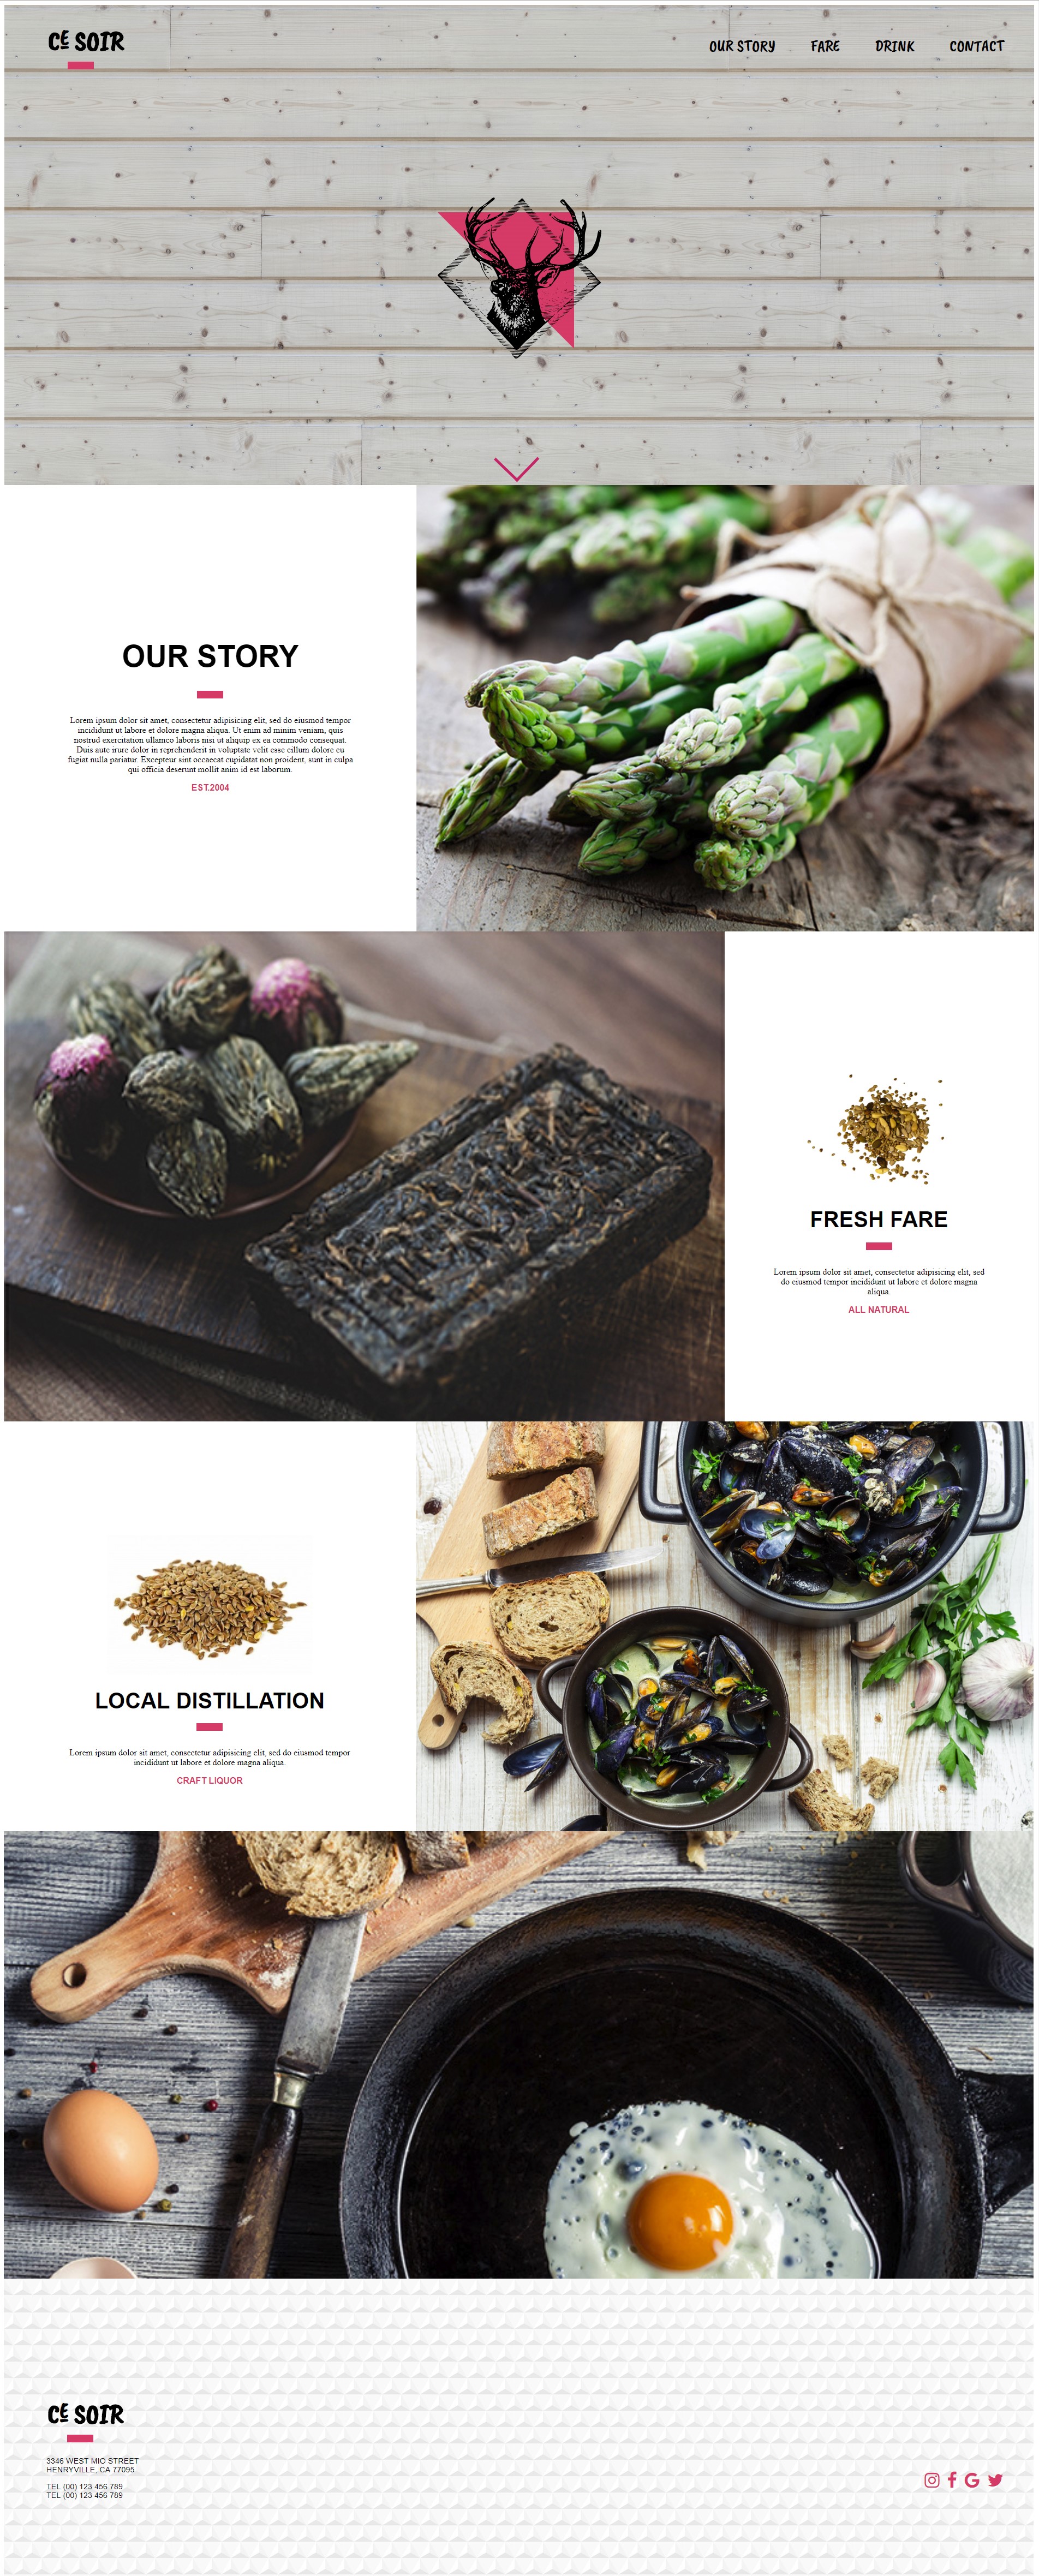 CE SOIR
OUR STORY FARE DRINK CONTACT
OUR STORY
Lorem ipsum dolor sit amet, consectetur adipisicing elit, sed do eiusmod tempor
incididunt ut labore et dolore magna aliqua. Ut enim ad minim veniam, quis
nostrud exercitation ullamco laboris nisi ut aliquip ex ea commodo consequat.
Duis aute irure dolor in reprehenderit in voluptate velit esse cillum dolore eu
fugiat nulla pariatur. Excepteur sint occaecat cupidatat non proident, sunt in culpa
qui officia deserunt mollit anim id est laborum.
EST.2004
FRESH FARE
Lorem ipsum dolor sit amet, consectetur adipisicing elit, sed
do eiusmod tempor incididunt ut labore et dolore magna
aliqua.
ALL NATURAL
LOCAL DISTILLATION
Lorem ipsum dolor sit amet, consectetur adipisicing elit, sed do eiusmod tempor
incididunt ut labore et dolore magna aliqua.
CRAFT LIQUOR
CE SOIR
3346 WEST MIO STREET
HENRYVILLE, CA 77095
TEL (00) 123 456 789
TEL (00) 123 456 789